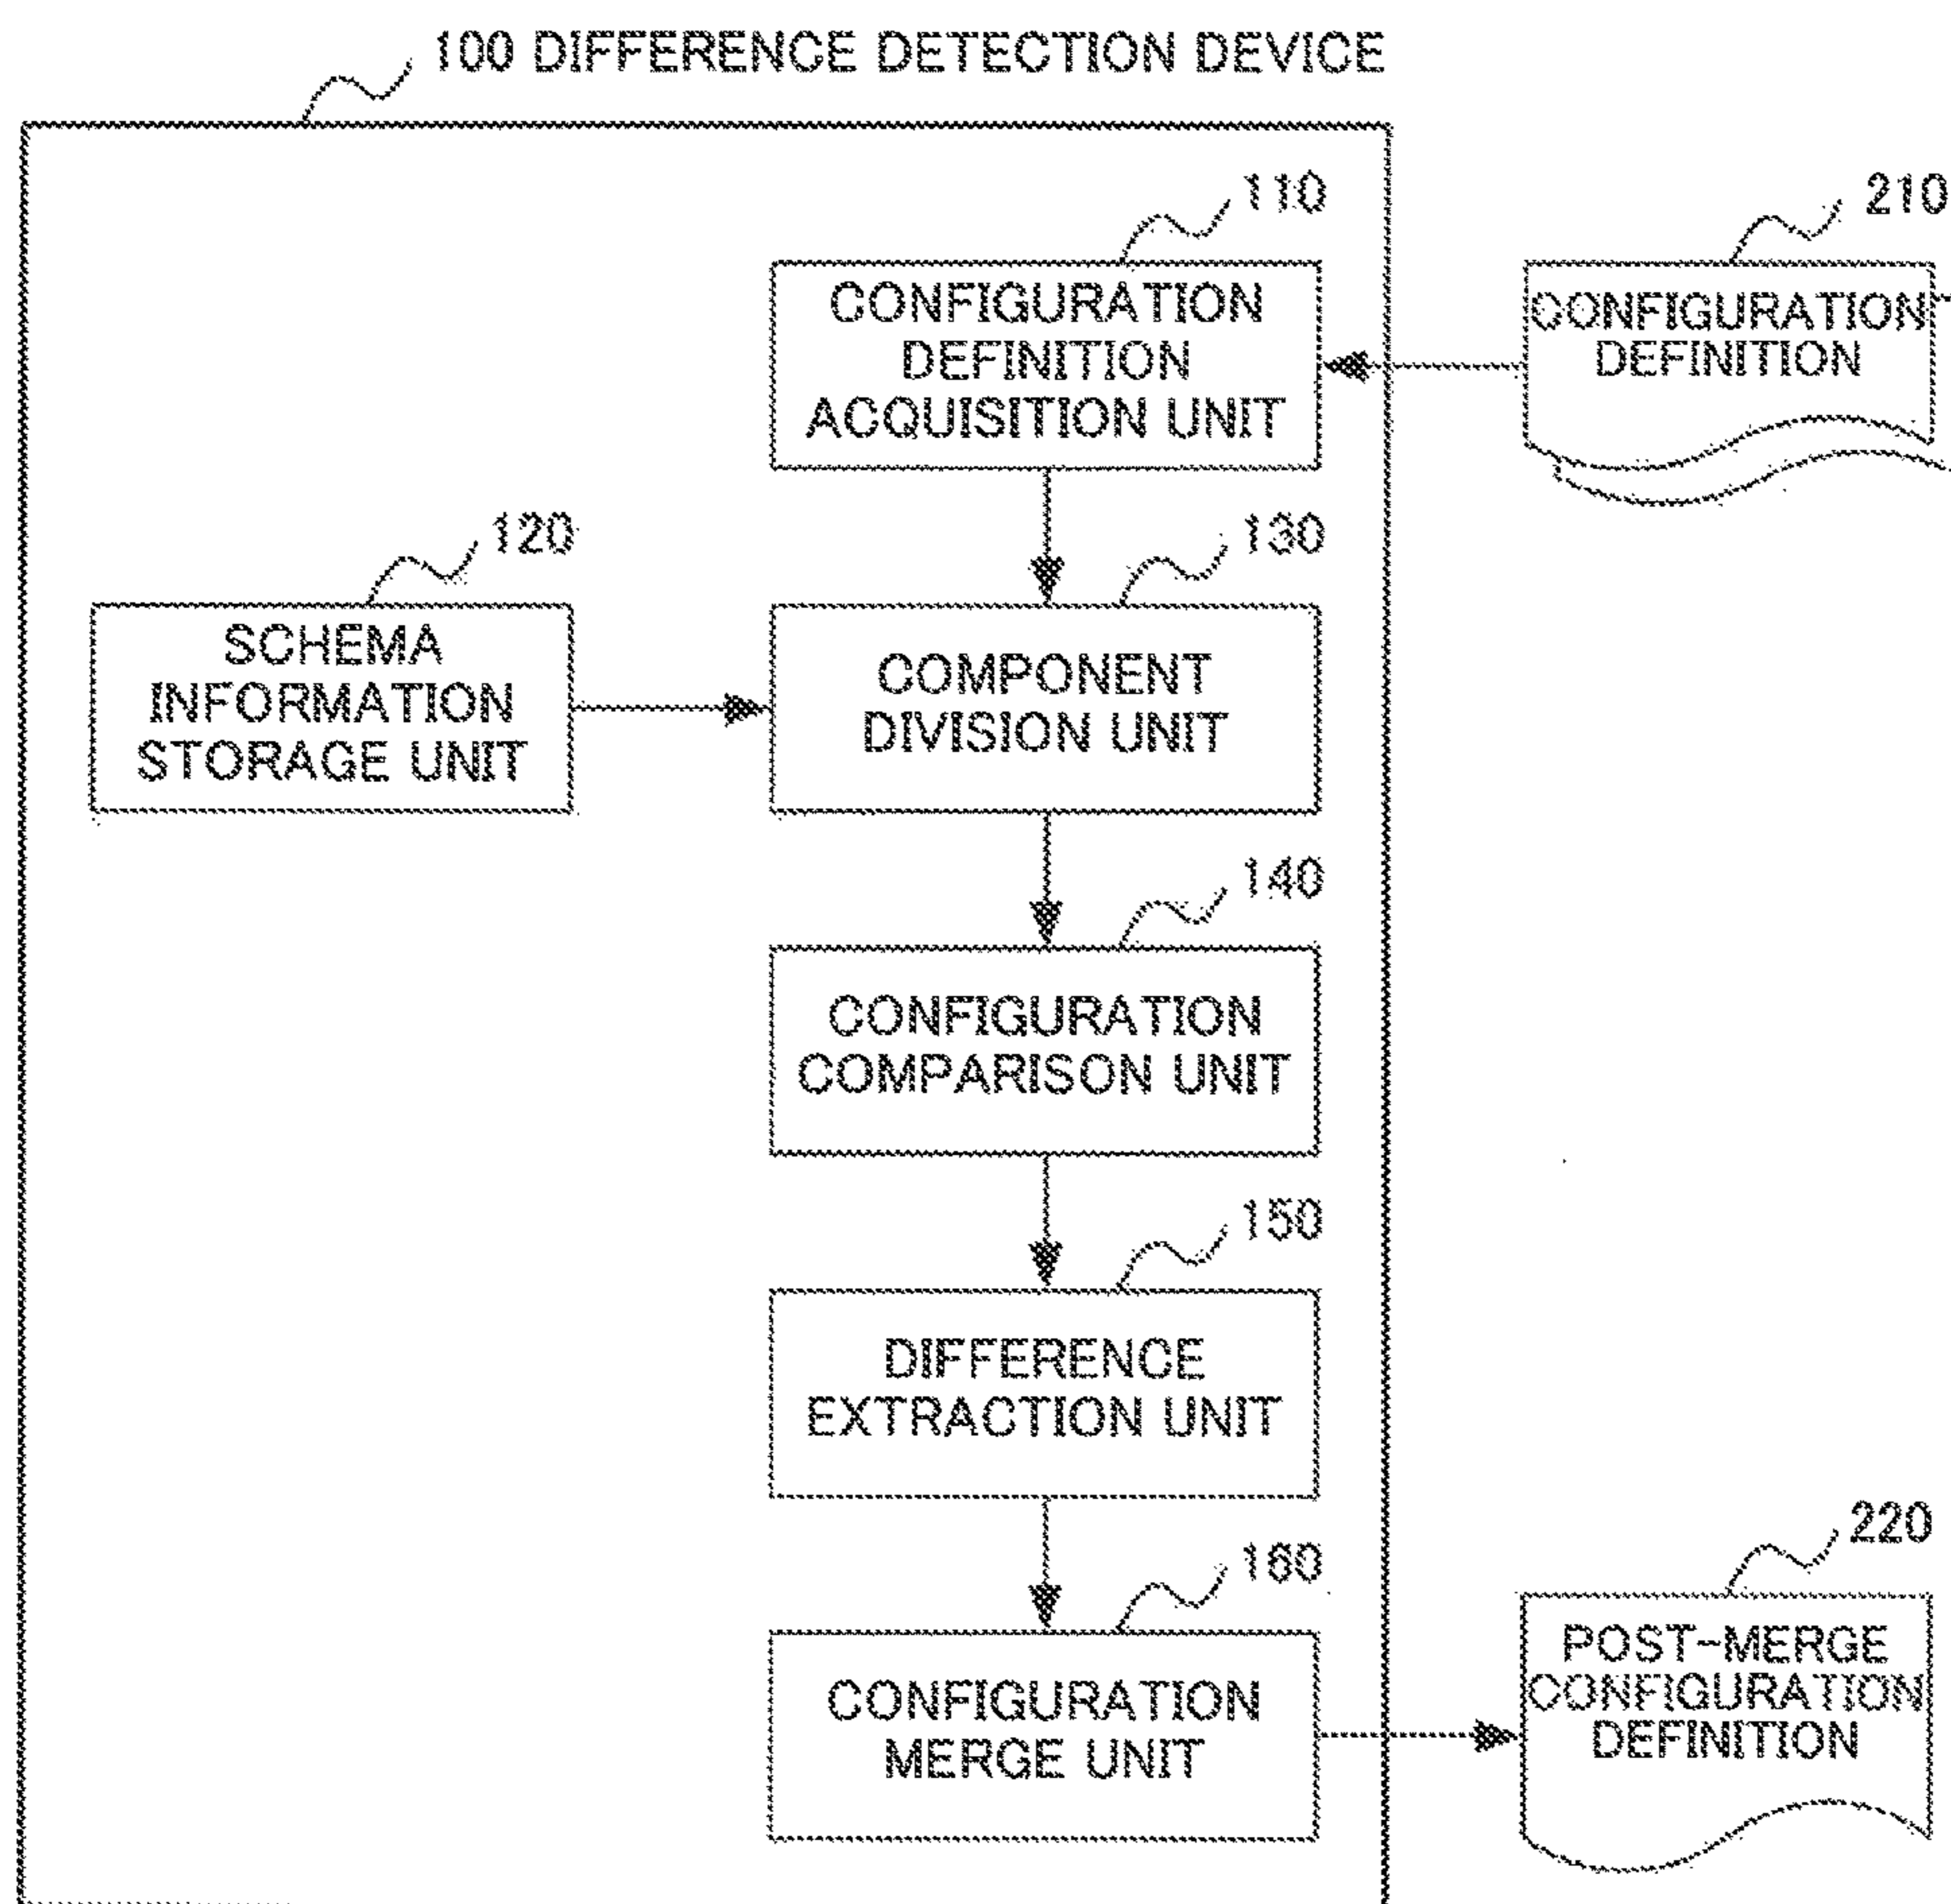 100 DIFFERENCE DETECTION DEVICE
110
210
CONFIGURATION
DEFINITION
ACQUISITION UNIT
CONFIGURATION
DEFINITION
120
130
SCHEMA
INFORMATION
STORAGE UNIT
COMPONENT
DIVISION UNIT
140
CONFIGURATION
COMPARISON UNIT
150
DIFFERENCE
EXTRACTION UNIT
160
220
CONFIGURATION
MERGE UNIT
POST-MERGE
CONFIGURATION
DEFINITION